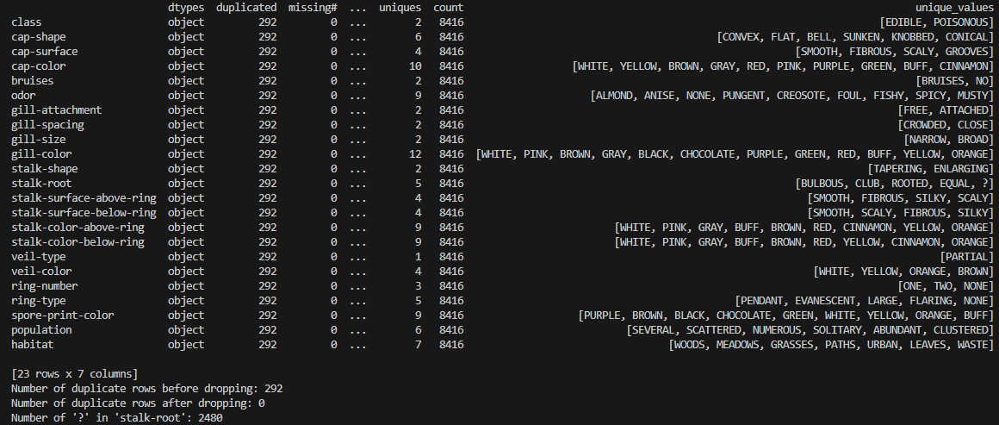 dtypes duplicated missing# ... uniques count unique_values
class object 292 0 ... 2 8416 [EDIBLE, POISONOUS]
cap-shape object 292 0 ... 6 8416 [CONVEX, FLAT, BELL, SUNKEN, KNOBBED, CONICAL]
cap-surface object 292 0 ... 4 8416 [SMOOTH, FIBROUS, SCALY, GROOVES]
cap-color object 292 0 ... 10 8416 [WHITE, YELLOW, BROWN, GRAY, RED, PINK, PURPLE, GREEN, BUFF, CINNAMON]
bruises object 292 0 ... 2 8416 [BRUISES, NO]
odor object 292 0 ... 9 8416 [ALMOND, ANISE, NONE, PUNGENT, CREOSOTE, FOUL, FISHY, SPICY, MUSTY]
gill-attachment object 292 0 ... 2 8416 [FREE, ATTACHED]
gill-spacing object 292 0 ... 2 8416 [CROWDED, CLOSE]
gill-size object 292 0 ... 2 8416 [NARROW, BROAD]
gill-color object 292 0 ... 12 8416 [WHITE, PINK, BROWN, GRAY, BLACK, CHOCOLATE, PURPLE, GREEN, RED, BUFF, YELLOW, ORANGE]
stalk-shape object 292 0 ... 2 8416 [TAPERING, ENLARGING]
stalk-root object 292 0 ... 5 8416 [BULBOUS, CLUB, ROOTED, EQUAL, ?]
stalk-surface-above-ring object 292 0 ... 4 8416 [SMOOTH, FIBROUS, SILKY, SCALY]
stalk-surface-below-ring object 292 0 ... 4 8416 [SMOOTH, SCALY, FIBROUS, SILKY]
stalk-color-above-ring object 292 0 ... 9 8416 [WHITE, PINK, GRAY, BUFF, BROWN, RED, CINNAMON, YELLOW, ORANGE]
stalk-color-below-ring object 292 0 ... 9 8416 [WHITE, PINK, GRAY, BUFF, BROWN, RED, YELLOW, CINNAMON, ORANGE]
veil-type object 292 0 ... 1 8416 [PARTIAL]
veil-color object 292 0 ... 4 8416 [WHITE, YELLOW, ORANGE, BROWN]
ring-number object 292 0 ... 3 8416 [ONE, TWO, NONE]
ring-type object 292 0 ... 5 8416 [PENDANT, EVANESCENT, LARGE, FLARING, NONE]
spore-print-color object 292 0 ... 9 8416 [PURPLE, BROWN, BLACK, CHOCOLATE, GREEN, WHITE, YELLOW, ORANGE, BUFF]
population object 292 0 ... 6 8416 [SEVERAL, SCATTERED, NUMEROUS, SOLITARY, ABUNDANT, CLUSTERED]
habitat object 292 0 ... 7 8416 [WOODS, MEADOWS, GRASSES, PATHS, URBAN, LEAVES, WASTE]
[23 rows x 7 columns]
Number of duplicate rows before dropping: 292
Number of duplicate rows after dropping: 0
Number of '?' in 'stalk-root': 2480